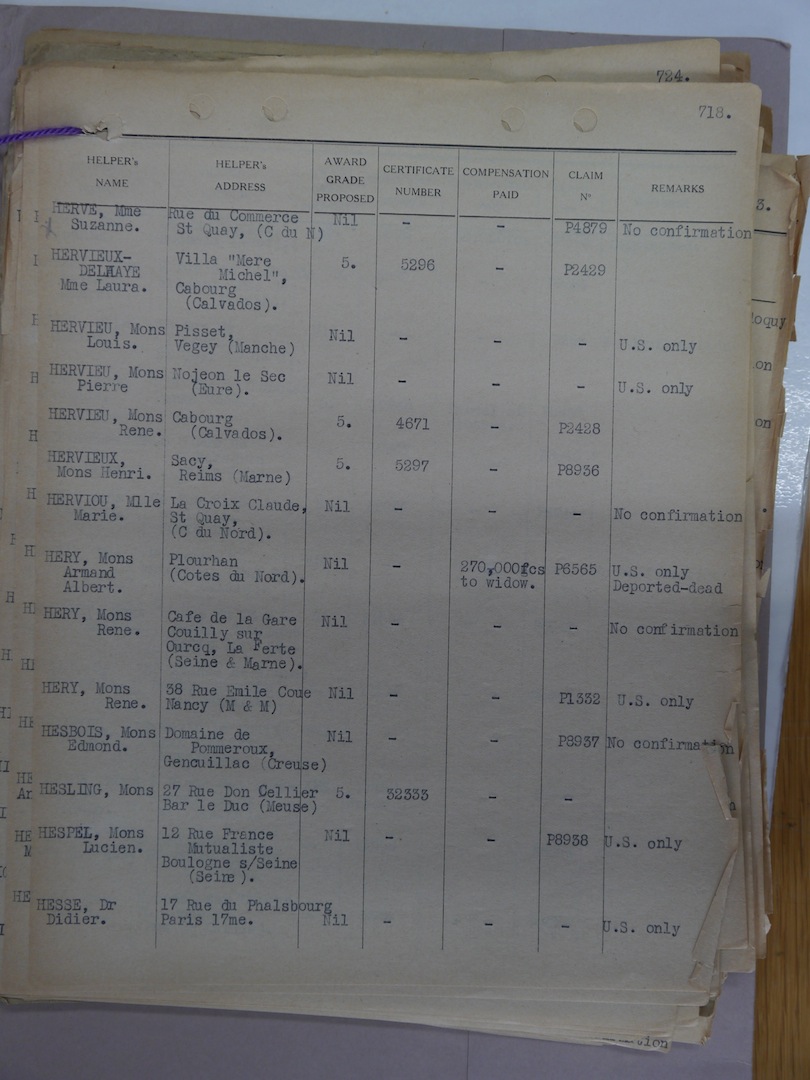 724.
718.
HELPER's NAME HELPER's ADDRESS AWARD GRADE PROPOSED CERTIFICATE NUMBER COMPENSATION PAID CLAIM Nº REMARKS
HERVE, Mme Rue du Commerce Nil - - P4879 No confirmation
Suzanne. St Quay, (C du N)
HERVIEUX- Villa "Mere 5. 5296 - P2429
DELHAYE Michel",
Mme Laura. Cabourg
(Calvados).
HERVIEU, Mons Pisset, Nil - - - U.S. only
Louis. Vegey (Manche)
HERVIEU, Mons Nojeon le Sec Nil - - - U.S. only
Pierre (Eure).
HERVIEU, Mons Cabourg 5. 4671 - P2428
Rene. (Calvados).
HERVIEUX, Sacy, 5. 5297 - P8936
Mons Henri. Reims (Marne)
HERVIOU, Mlle La Croix Claude, Nil - - - No confirmation
Marie. St Quay,
(C du Nord).
HERY, Mons Plourhan Nil - 270,000fcs P6565 U.S. only
Armand (Cotes du Nord). to widow. Deported-dead
Albert.
HERY, Mons Cafe de la Gare Nil - - - No confirmation
Rene. Couilly sur
Ourcq, La Ferte
(Seine & Marne).
HERY, Mons 38 Rue Emile Coue Nil - - P1332 U.S. only
Rene. Nancy (M & M)
HESBOIS, Mons Domaine de Nil - - P8937 No confirmation
Edmond. Pommeroux,
Genouillac (Creuse)
HESLING, Mons 27 Rue Don Cellier 5. 32333 - -
Bar le Duc (Meuse)
HESPEL, Mons 12 Rue France Nil - - P8938 U.S. only
Lucien. Mutualiste
Boulogne s/Seine
(Seine).
HESSE, Dr 17 Rue du Phalsbourg
Didier. Paris 17me. Nil - - - U.S. only